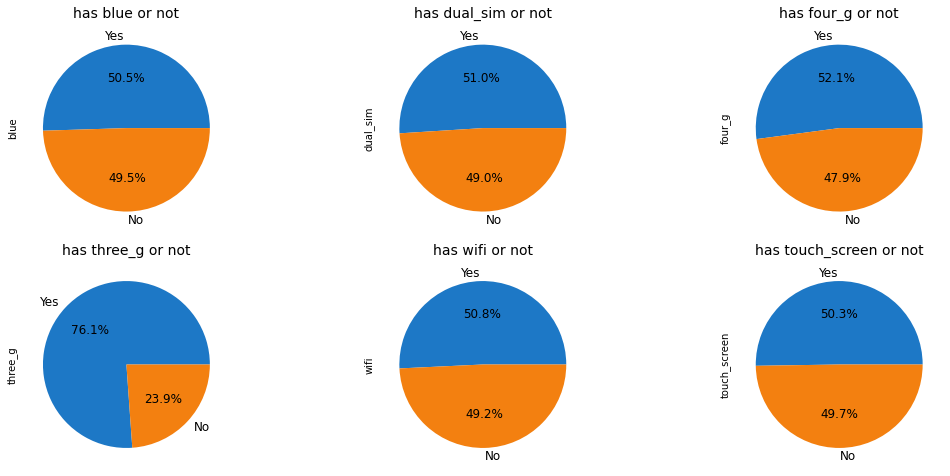 has blue or not
Yes
50.5%
blue
49.5%
No
has dual_sim or not
Yes
51.0%
dual_sim
49.0%
No
has four_g or not
Yes
52.1%
four_g
47.9%
No
has three_g or not
Yes
76.1%
three_g
23.9%
No
has wifi or not
Yes
50.8%
wifi
49.2%
No
has touch_screen or not
Yes
50.3%
touch_screen
49.7%
No